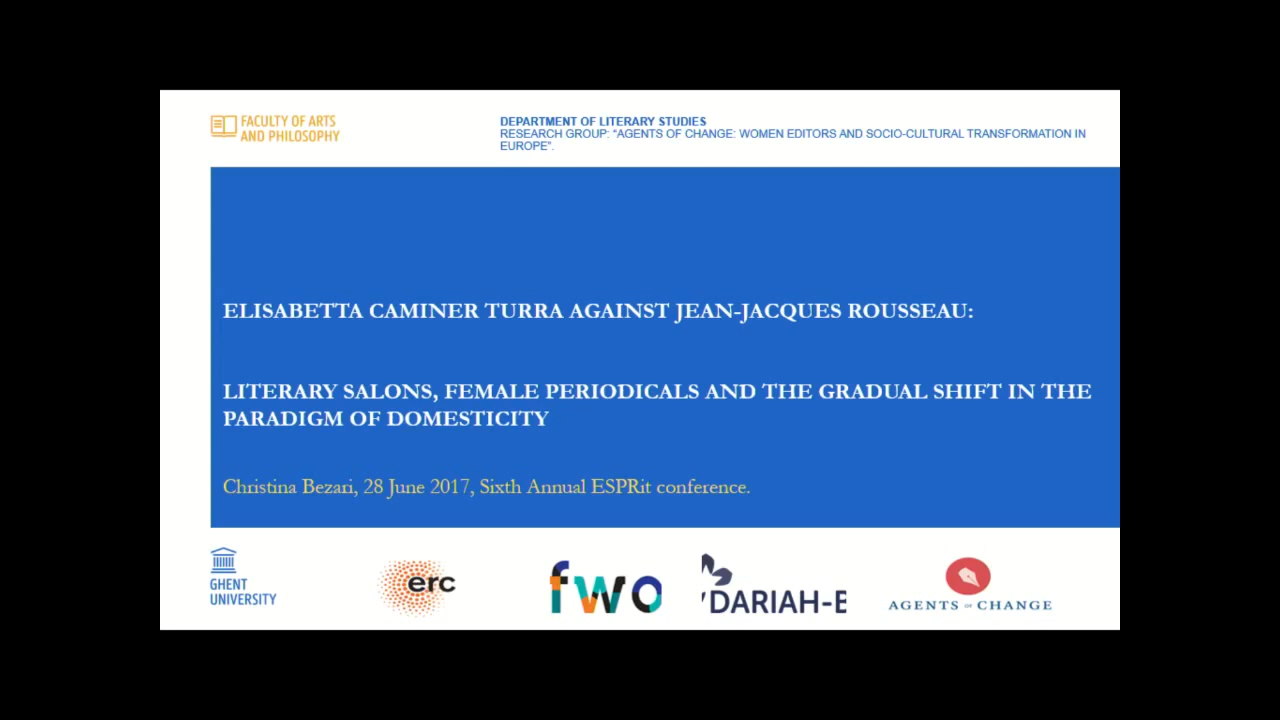 FACULTY OF ARTS
AND PHILOSOPHY
DEPARTMENT OF LITERARY STUDIES
RESEARCH GROUP: “AGENTS OF CHANGE: WOMEN EDITORS AND SOCIO-CULTURAL TRANSFORMATION IN
EUROPE”.
ELISABETTA CAMINER TURRA AGAINST JEAN-JACQUES ROUSSEAU:
LITERARY SALONS, FEMALE PERIODICALS AND THE GRADUAL SHIFT IN THE
PARADIGM OF DOMESTICITY
Christina Bezari, 28 June 2017, Sixth Annual ESPRit conference.
GHENT
UNIVERSITY
erc
fwo
DARIAH-B
AGENTS OF CHANGE